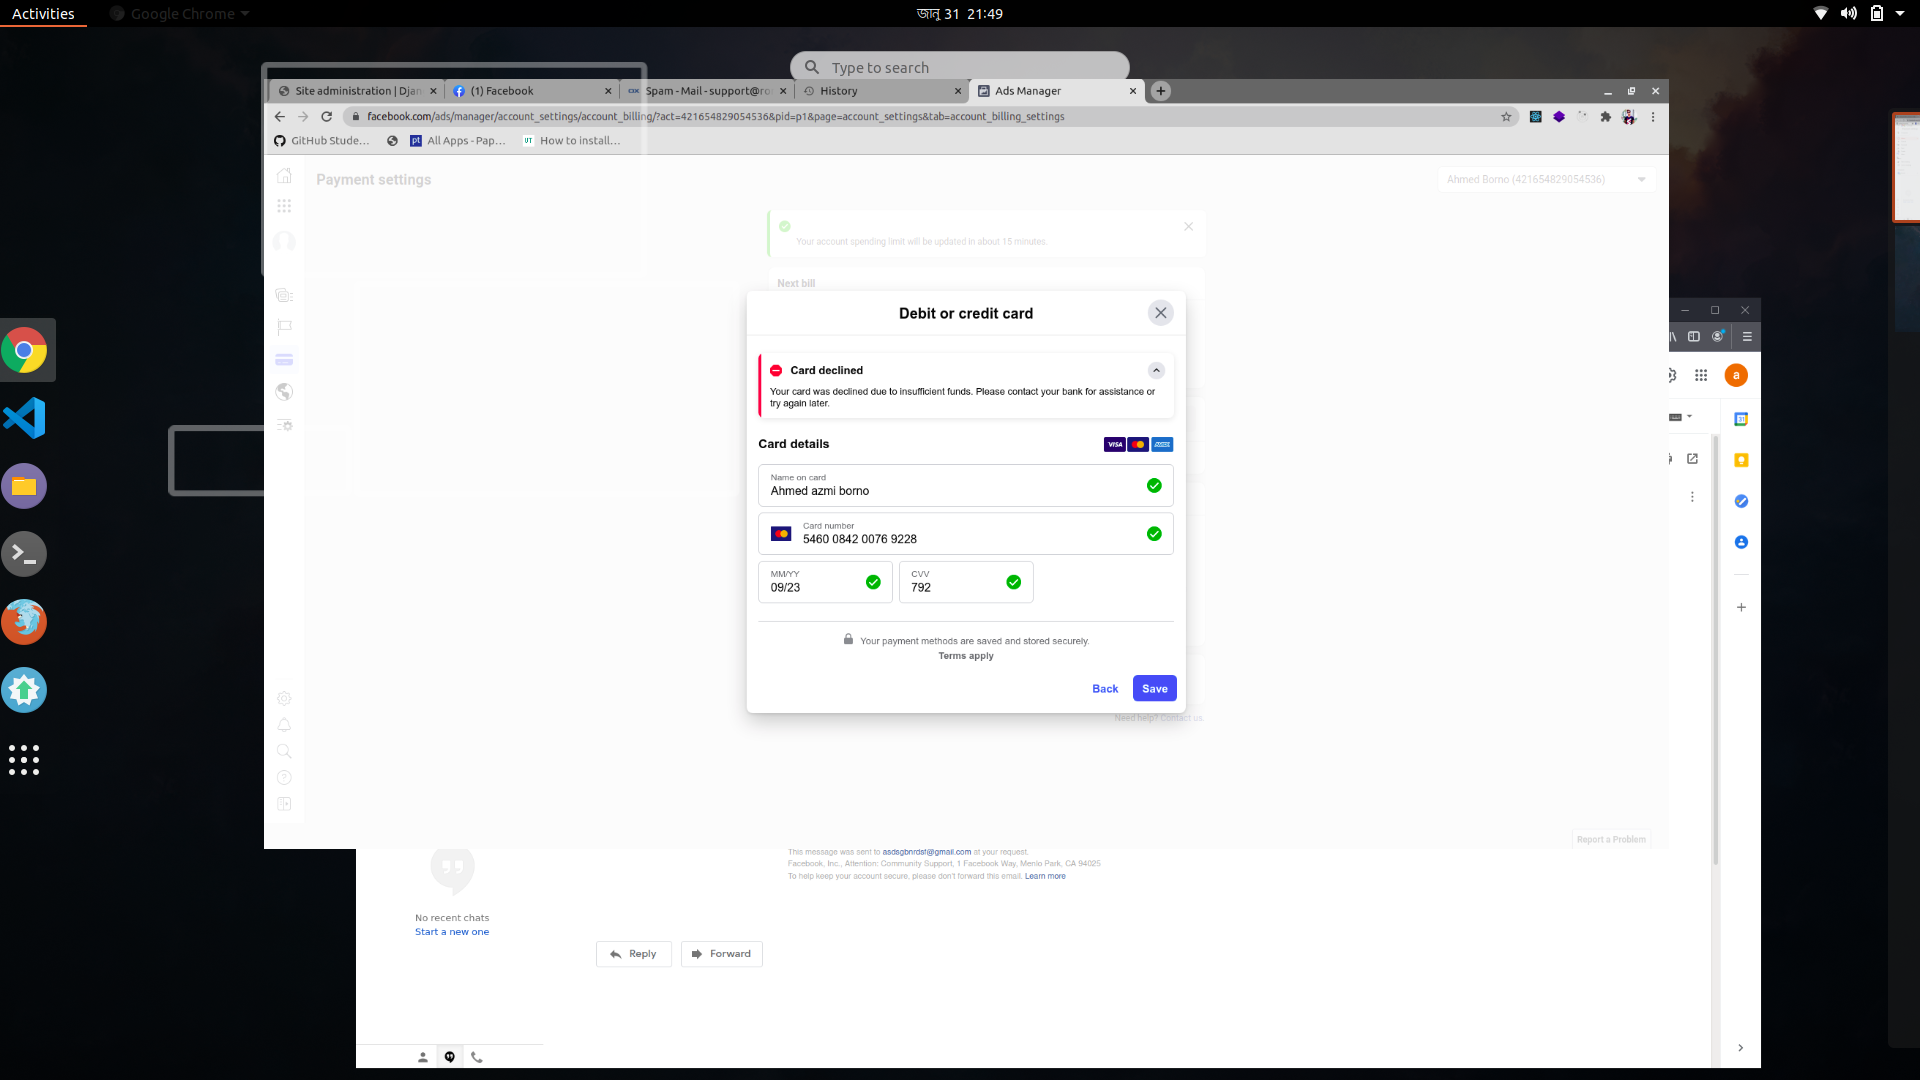 Activities
Google Chrome
জানু 31 21:49
Type to search
Site administration | Djan
(1) Facebook
Spam - Mail - support@ro
History
Ads Manager
facebook.com/ads/manager/account_settings/account_billing/?act=421654829054536&pid=p1&page=account_settings&tab=account_billing_settings
GitHub Stude...
All Apps - Pap...
How to install...
Payment settings
Ahmed Borno (421654829054536)
Your account spending limit will be updated in about 15 minutes.
Next bill
Debit or credit card
Card declined
Your card was declined due to insufficient funds. Please contact your bank for assistance or
try again later.
Card details
VISA
Name on card
Ahmed azmi borno
Card number
5460 0842 0076 9228
MM/YY
09/23
CVV
792
Your payment methods are saved and stored securely.
Terms apply
Back
Save
Need help? Contact us.
Report a Problem
a
This message was sent to asdsgbnrdsf@gmail.com at your request.
Facebook, Inc., Attention: Community Support, 1 Facebook Way, Menlo Park, CA 94025
To help keep your account secure, please don't forward this email. Learn more
No recent chats
Start a new one
Reply
Forward